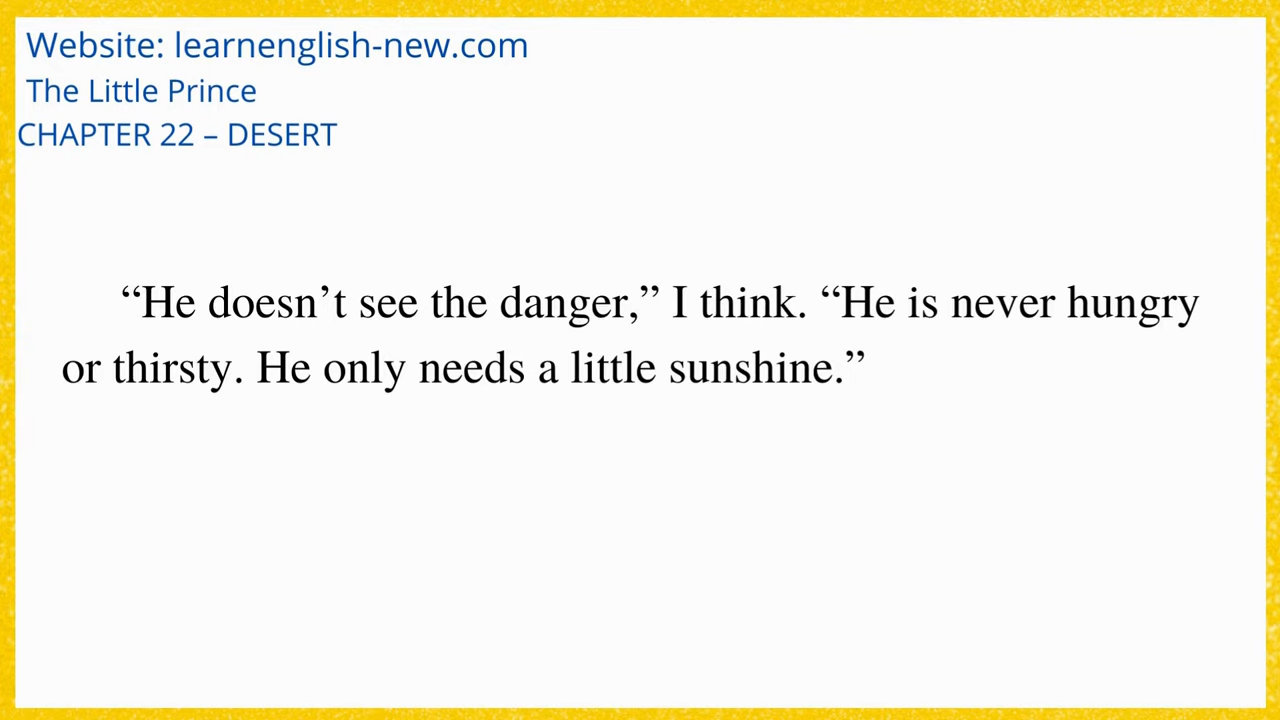 Website: learnenglish-new.com
The Little Prince
CHAPTER 22 – DESERT
“He doesn’t see the danger,” I think. “He is never hungry
or thirsty. He only needs a little sunshine.”